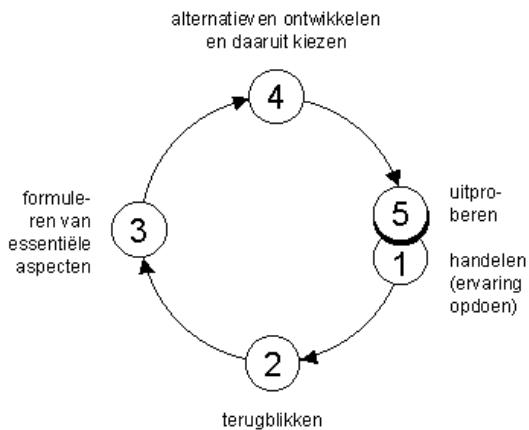 alternatieven ontwikkelen
en daaruit kiezen
4
formule-
ren van
essentiële
aspecten
3
5
uitpro-
beren
1
handelen
(ervaring
opdoen)
2
terugblikken